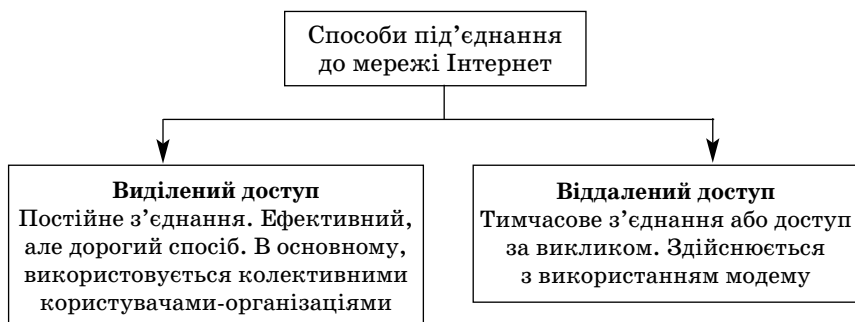 Способи під’єднання
до мережі Інтернет
Виділений доступ
Постійне з’єднання. Ефективний,
але дорогий спосіб. В основному,
використовується колективними
користувачами-організаціями
Віддалений доступ
Тимчасове з’єднання або доступ
за викликом. Здійснюється
з використанням модему